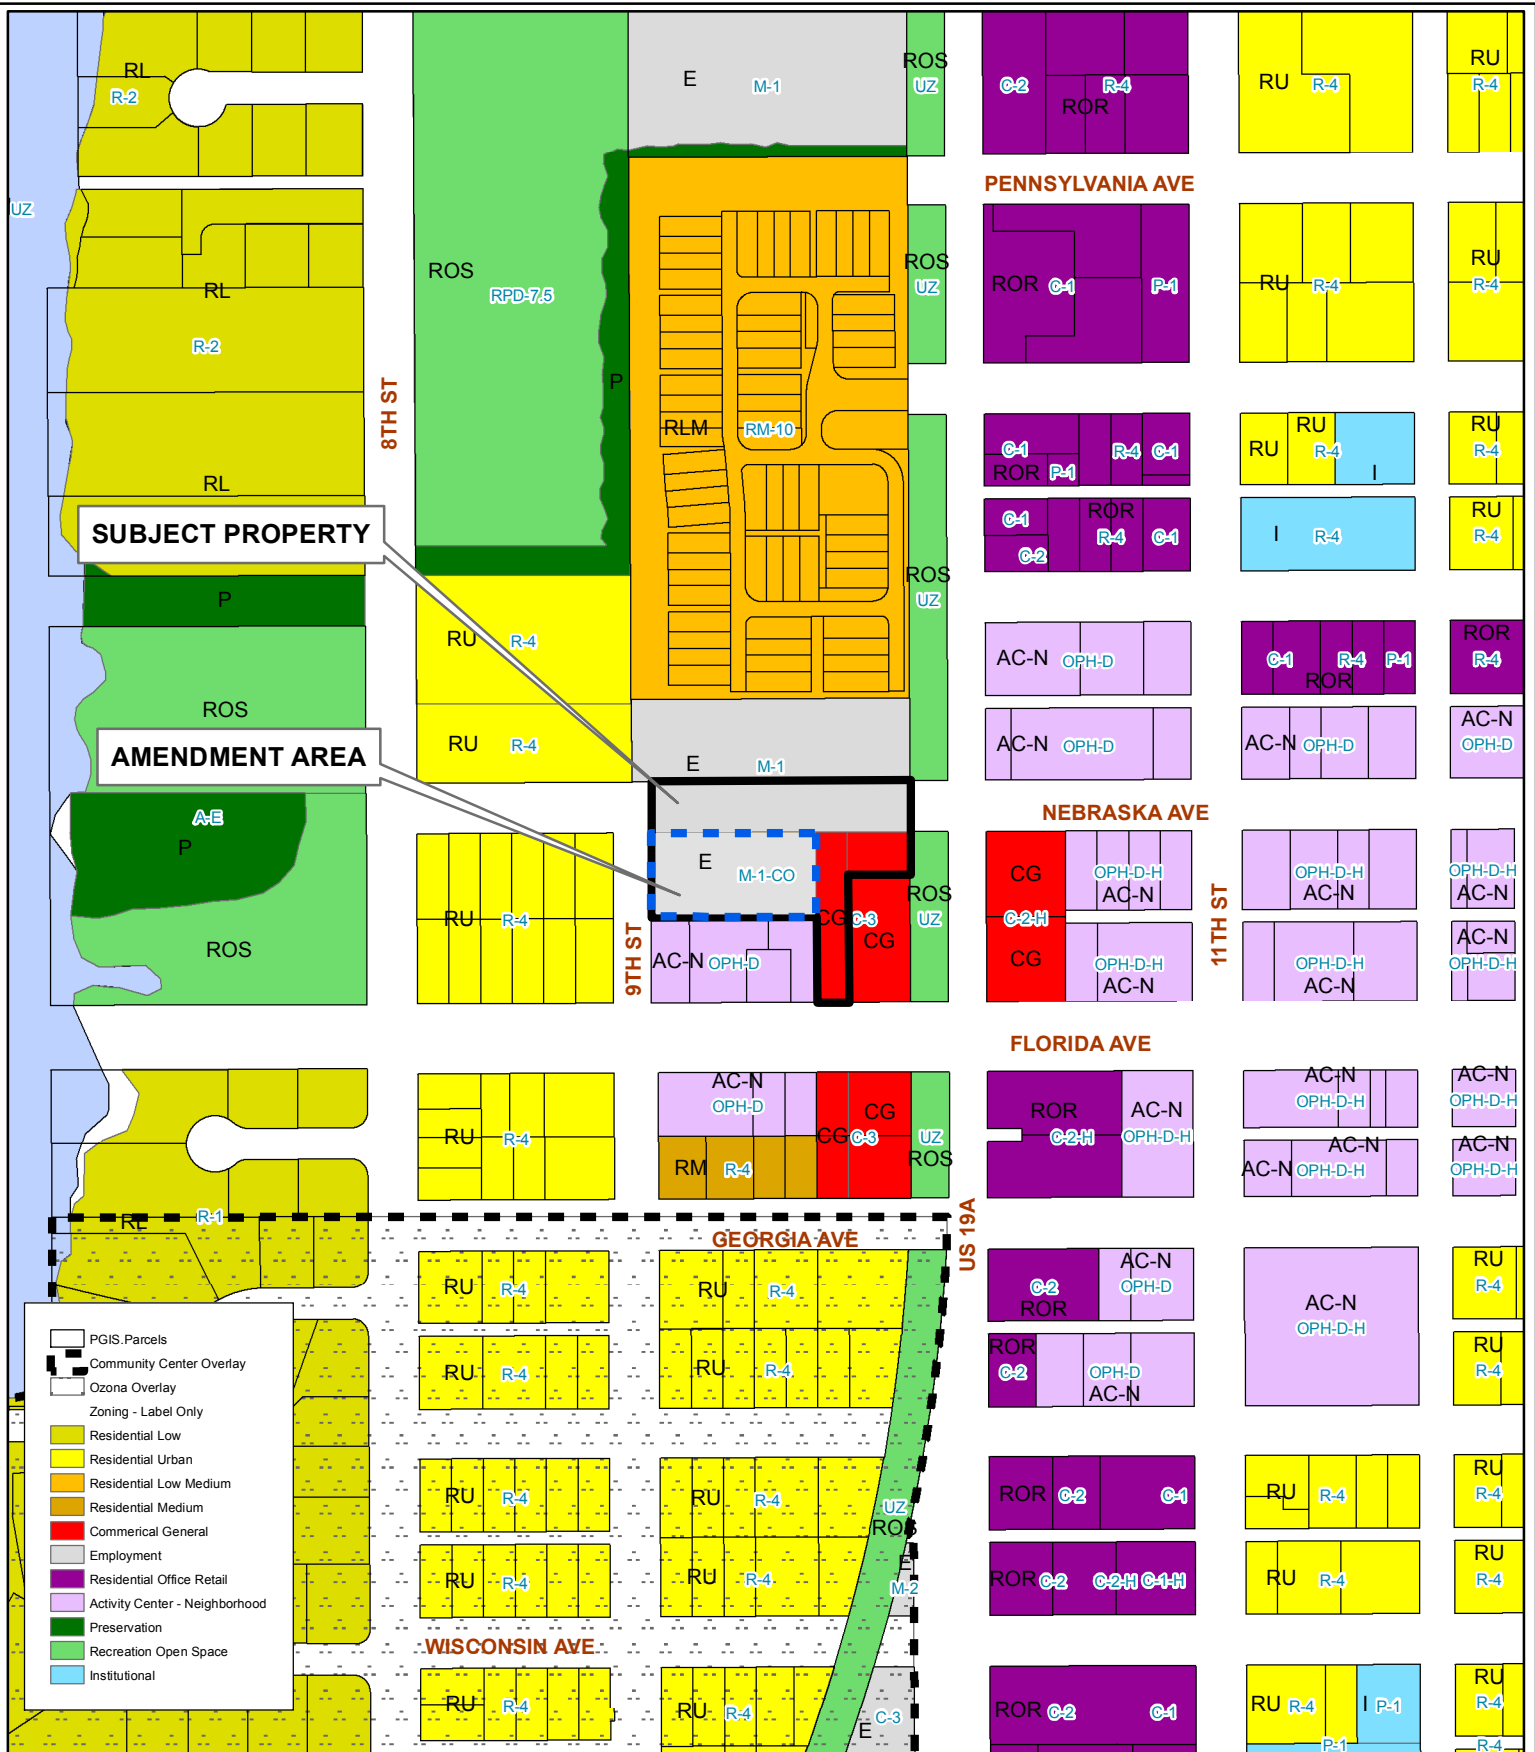 RL
R-2
E
M-1
ROS
UZ
C-2
R-4
ROR
RU
R-4
RU
R-4
PENNSYLVANIA AVE
UZ
ROS
RPD-7.5
RL
R-2
ROS
UZ
ROR
C-1
P-1
RU
R-4
RU
R-4
8TH ST
P
RLM
RM-10
RL
C-1
ROR
P-1
R-4
C-1
RU
RU
R-4
I
RU
R-4
SUBJECT PROPERTY
C-1
C-2
ROR
R-4
C-1
I
R-4
RU
R-4
P
ROS
UZ
RU
R-4
AC-N
OPH-D
C-1
R-4
P-1
ROR
ROR
R-4
ROS
RU
R-4
AC-N
OPH-D
AC-N
OPH-D
AC-N
OPH-D
AMENDMENT AREA
E
M-1
NEBRASKA AVE
A-E
P
E
M-1-CO
RU
R-4
CG
C-3
CG
ROS
UZ
CG
C-2-H
CG
OPH-D-H
AC-N
OPH-D-H
AC-N
OPH-D-H
AC-N
11TH ST
ROS
9TH ST
AC-N
OPH-D
OPH-D-H
AC-N
OPH-D-H
AC-N
AC-N
OPH-D-H
FLORIDA AVE
RU
R-4
AC-N
OPH-D
CG
CG
C-3
UZ
ROS
RM
R-4
ROR
C-2-H
AC-N
OPH-D-H
AC-N
OPH-D-H
AC-N
OPH-D-H
AC-N
AC-N
OPH-D-H
AC-N
OPH-D-H
RL
R-1
GEORGIA AVE
US 19A
RU
R-4
RU
R-4
C-2
ROR
AC-N
OPH-D
AC-N
OPH-D-H
RU
R-4
RU
R-4
RU
R-4
ROR
C-2
OPH-D
AC-N
RU
R-4
PGIS.Parcels
Community Center Overlay
Ozona Overlay
Zoning - Label Only
Residential Low
Residential Urban
Residential Low Medium
Residential Medium
Commerical General
Employment
Residential Office Retail
Activity Center - Neighborhood
Preservation
Recreation Open Space
Institutional
RU
R-4
RU
R-4
UZ
ROS
ROR
C-2
C-1
RU
R-4
RU
R-4
RU
R-4
RU
R-4
E
M-2
ROR
C-2
C-2-H
C-1-H
RU
R-4
RU
R-4
WISCONSIN AVE
RU
R-4
RU
R-4
E
C-3
ROR
C-2
C-1
RU
R-4
I
P-1
RU
R-4
P-1
R-4